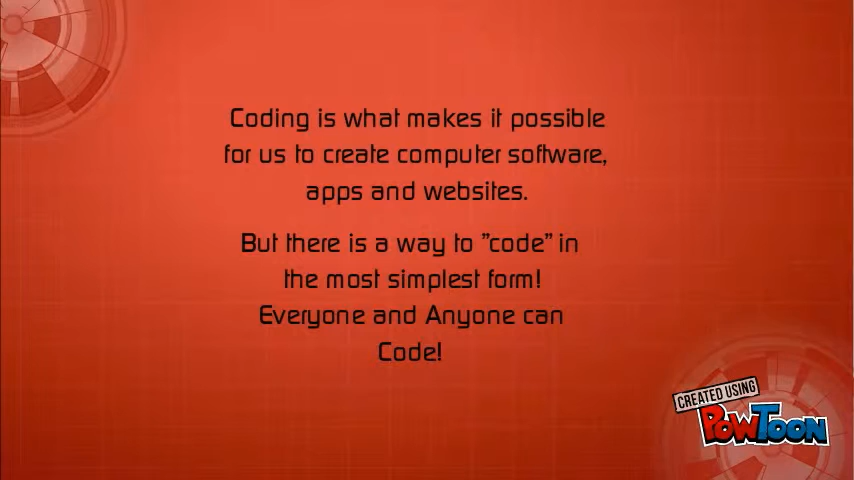 Coding is what makes it possible
for us to create computer software,
apps and websites.
But there is a way to "code" in
the most simplest form!
Everyone and Anyone can
Code!
CREATED USING
POWTOON